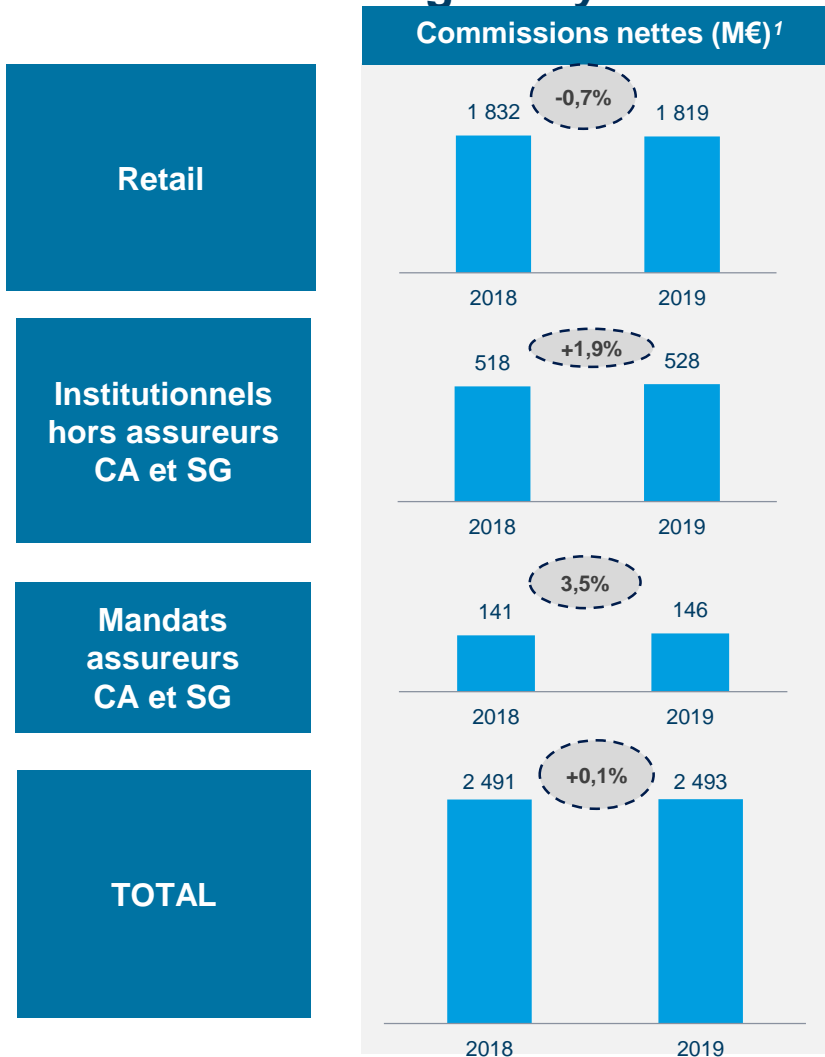 Commissions nettes (M€)¹
Retail
-0,7%
1 832
1 819
2018
2019
Institutionnels
hors assureurs
CA et SG
+1,9%
518
528
2018
2019
Mandats
assureurs
CA et SG
3,5%
141
146
2018
2019
TOTAL
+0,1%
2 491
2 493
2018
2019